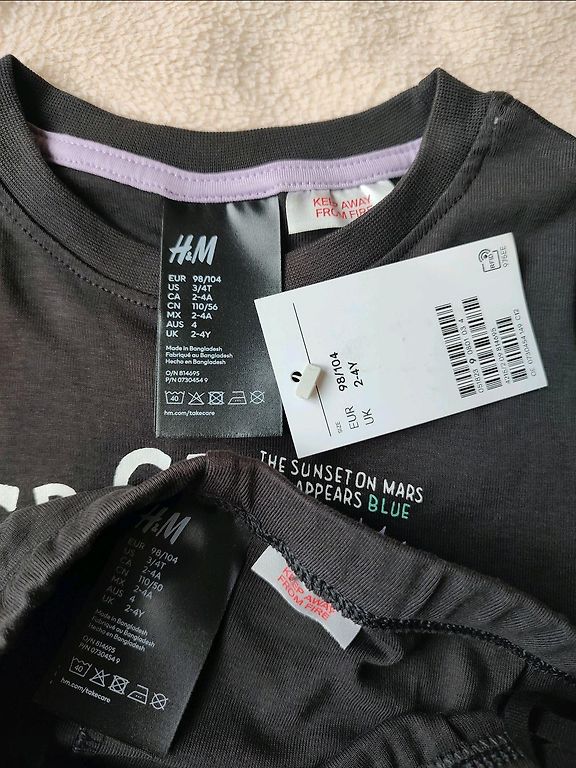 H&M
EUR 98/104
US 3/4T
CA 2-4A
CN 110/56
MX 2-4A
AUS 4
UK 2-4Y
Made in Bangladesh
Fabriqué au Bangladesh
Hecho en Bangladesh
O/N 814695
P/N 0730454 9
40
hm.com/takecare
KEEP AWAY
FROM FIRE
RFID
976EE
SIZE
EUR 98/104
UK 2-4Y
THE SUNSET ON MARS
APPEARS BLUE
H&M
EUR 98/104
US 3/4T
CA 2-4A
CN 110/50
MX 2-4A
AUS 4
UK 2-4Y
Made in Bangladesh
Fabriqué au Bangladesh
Hecho en Bangladesh
O/N 814695
P/N 0730454 9
40
hm.com/takecare
KEEP AWAY
FROM FIRE